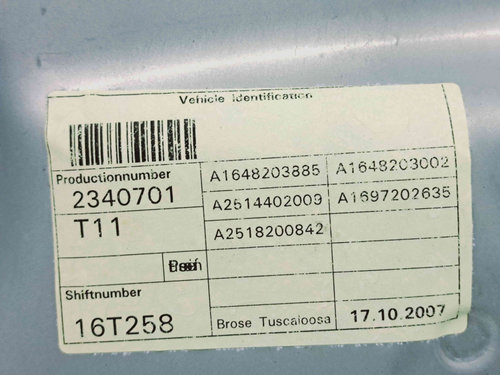 Vehicle Identification
Productionnumber
2340701
T11
Shiftnumber
16T258
A1648203885 A1648203002
A2514402009 A1697202635
A2518200842
Brose Tuscaloosa 17.10.2007